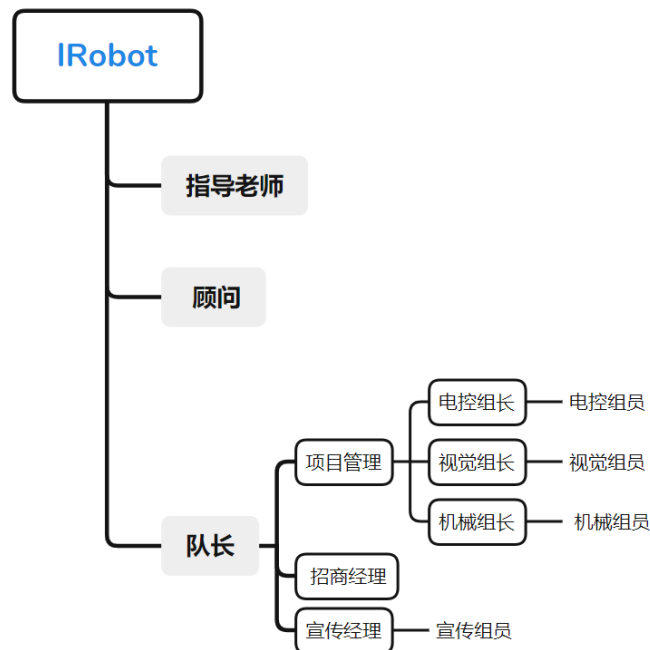 IRobot
指导老师
顾问
队长
项目管理
电控组长
电控组员
视觉组长
视觉组员
机械组长
机械组员
招商经理
宣传经理
宣传组员